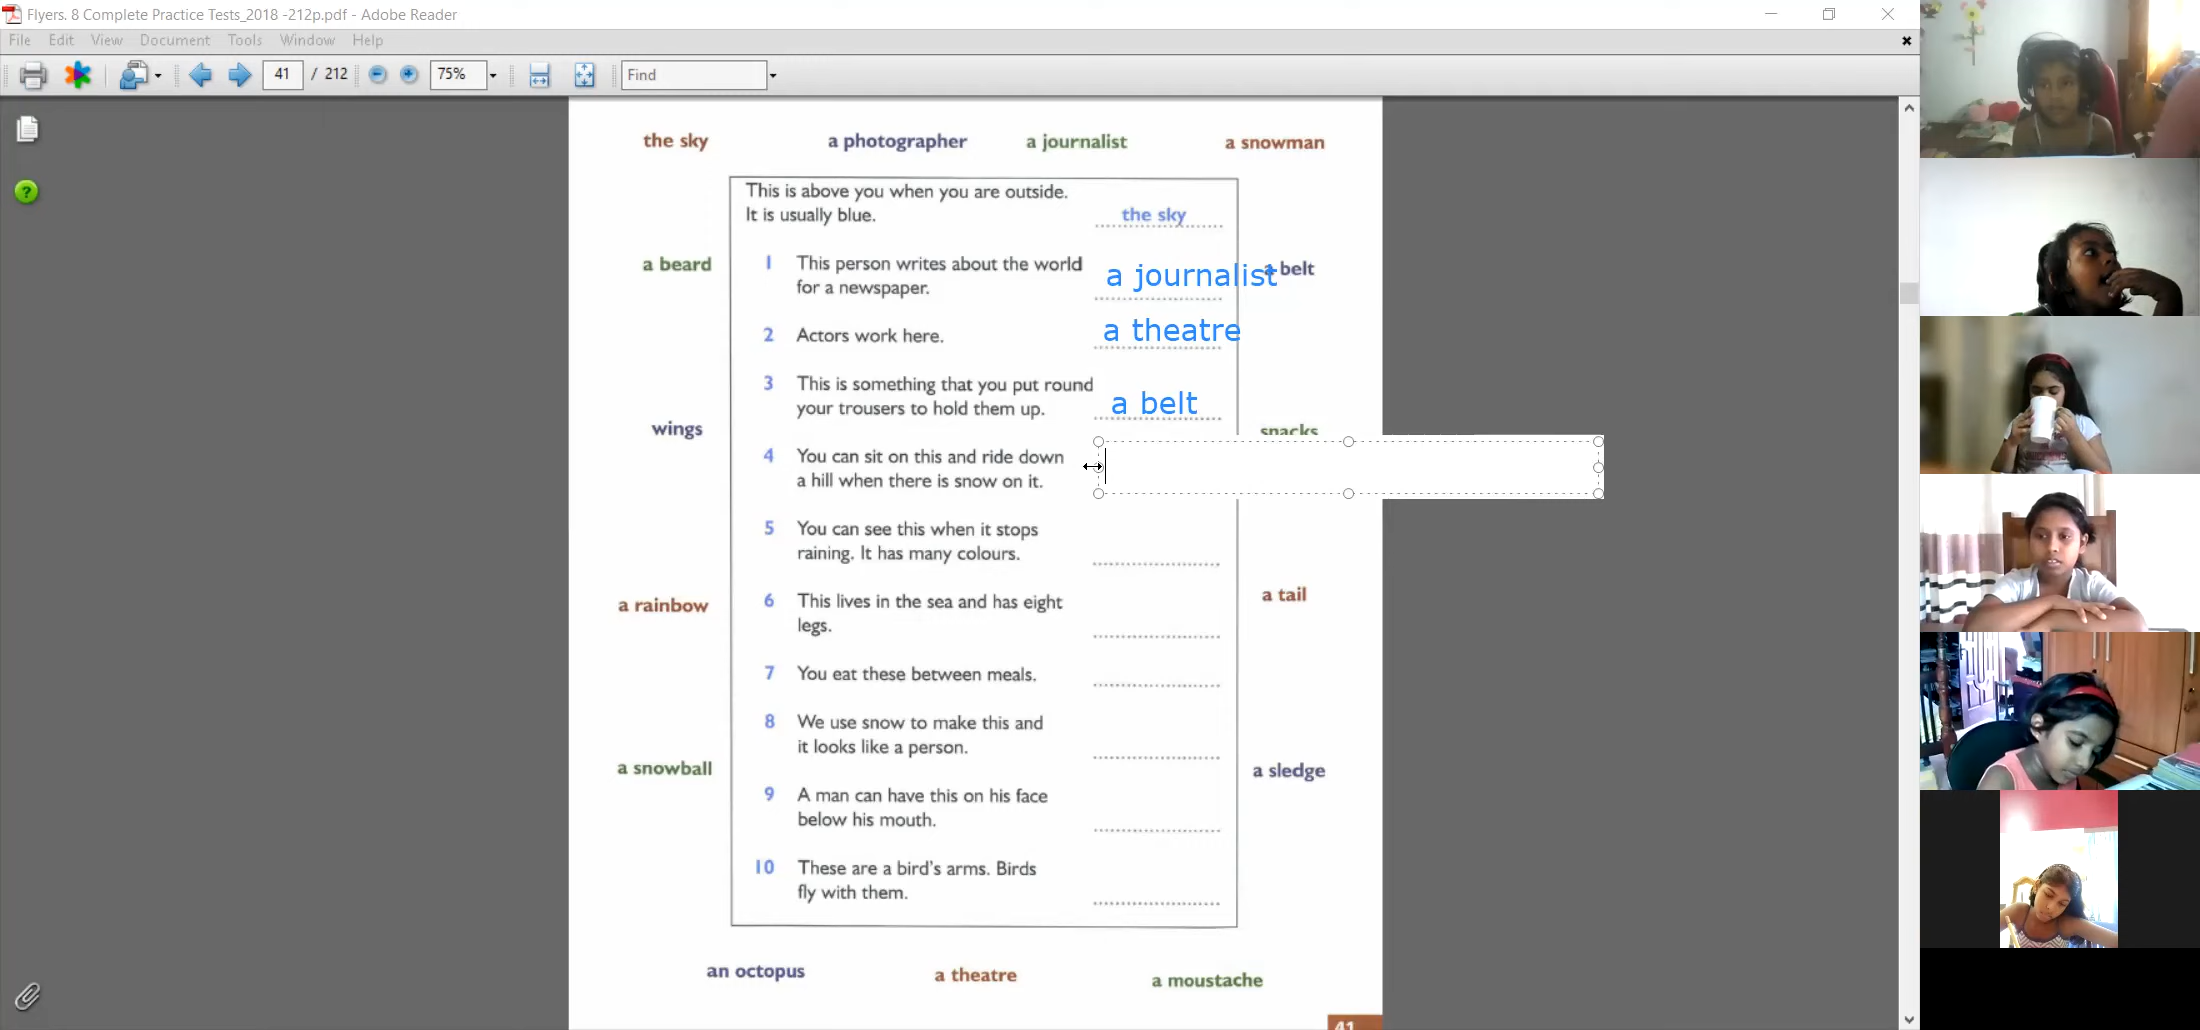 Flyers. 8 Complete Practice Tests_2018 -212p.pdf - Adobe Reader
File Edit View Document Tools Window Help
41 / 212 75% Find
the sky a photographer a journalist a snowman
This is above you when you are outside.
It is usually blue. the sky
a beard 1 This person writes about the world a belt
for a newspaper. a journalist
2 Actors work here. a theatre
3 This is something that you put round
your trousers to hold them up. a belt
wings snacks
4 You can sit on this and ride down
a hill when there is snow on it.
5 You can see this when it stops
raining. It has many colours.
a rainbow 6 This lives in the sea and has eight a tail
legs.
7 You eat these between meals.
8 We use snow to make this and
it looks like a person.
a snowball a sledge
9 A man can have this on his face
below his mouth.
10 These are a bird's arms. Birds
fly with them.
an octopus a theatre a moustache
41